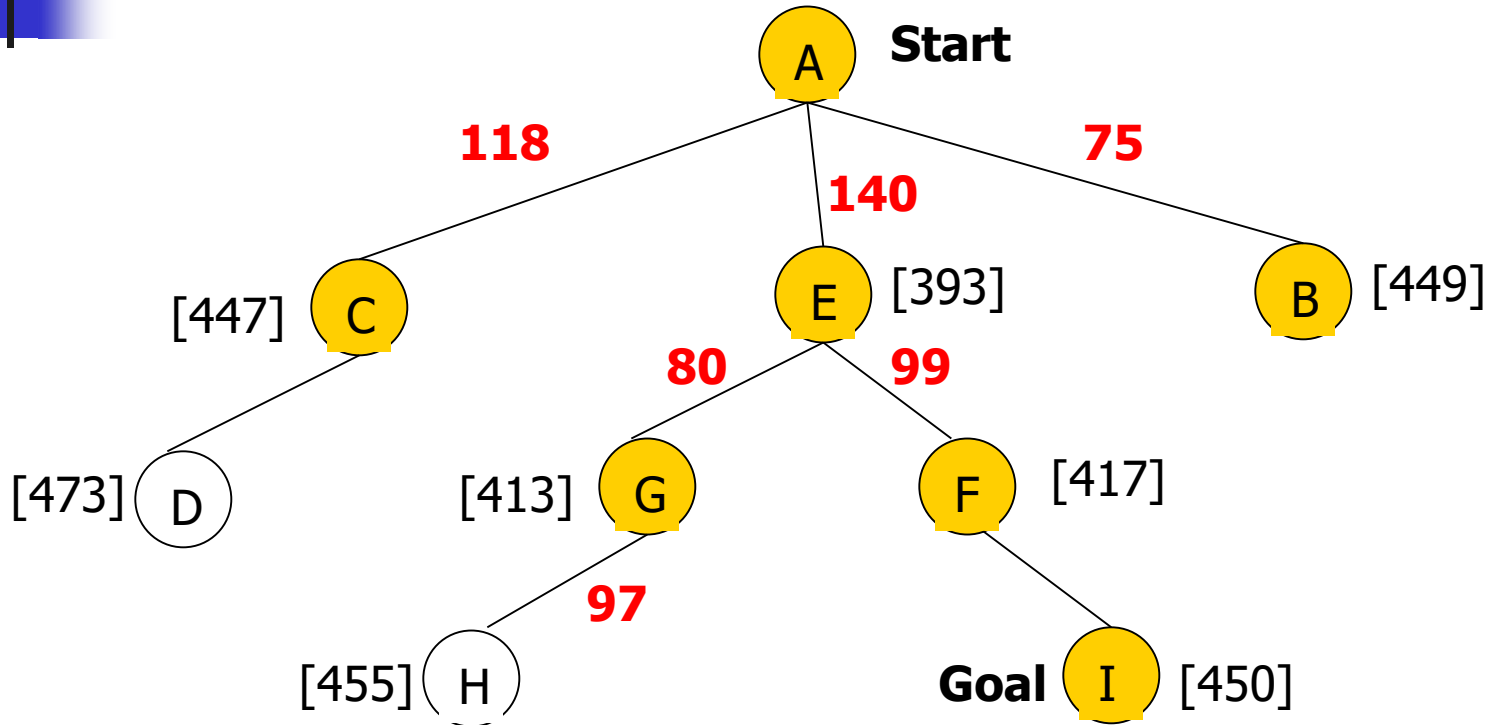 A Start
118 75
140
[447] C E [393] B [449]
80 99
[473] D [413] G F [417]
97
[455] H Goal I [450]